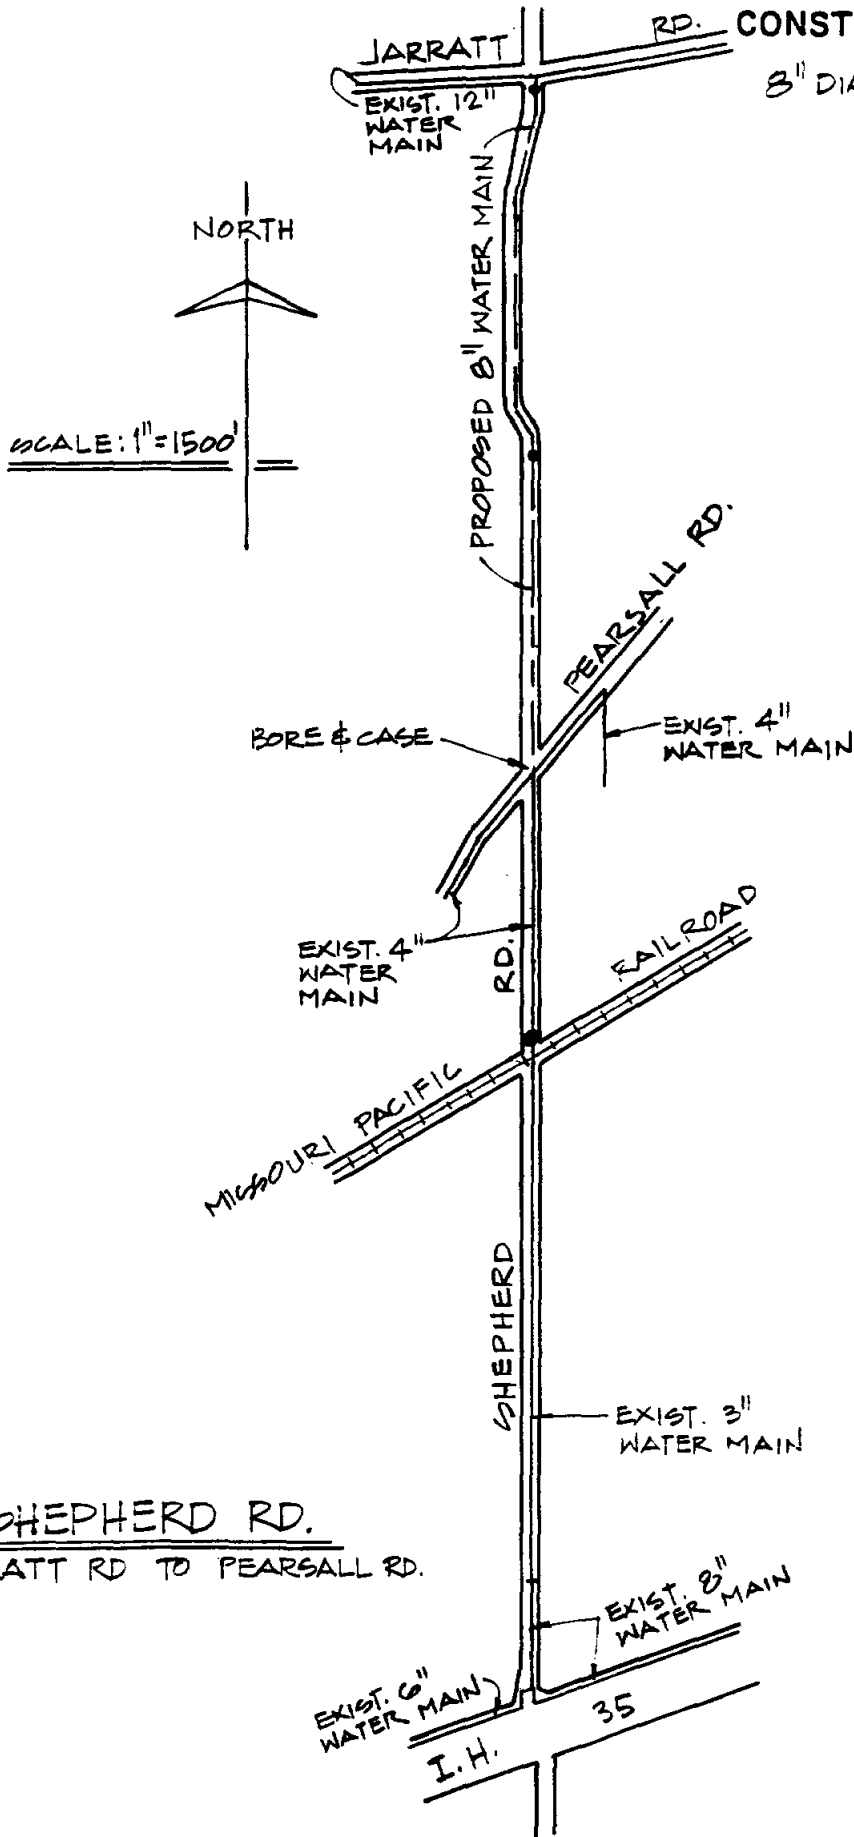 JARRATT RD.
CONST
8" DIA
EXIST. 12"
WATER
MAIN
PROPOSED 8" WATER MAIN
NORTH
SCALE: 1"=1500'
PEARSALL RD.
BORE & CASE
EXIST. 4"
WATER MAIN
EXIST. 4"
WATER
MAIN
RD.
MISSOURI PACIFIC RAILROAD
SHEPHERD
EXIST. 3"
WATER MAIN
SHEPHERD RD.
ATT RD TO PEARSALL RD.
EXIST. 8"
WATER MAIN
EXIST. 6"
WATER MAIN
I.H. 35